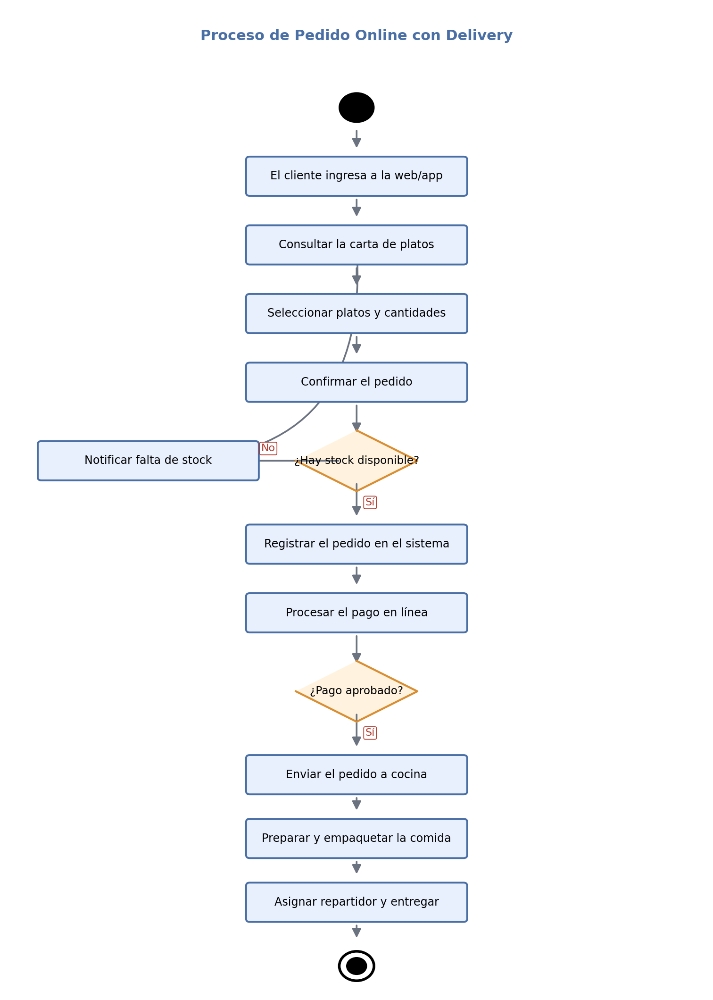 Proceso de Pedido Online con Delivery
El cliente ingresa a la web/app
Consultar la carta de platos
Seleccionar platos y cantidades
Confirmar el pedido
No
Notificar falta de stock
¿Hay stock disponible?
Sí
Registrar el pedido en el sistema
Procesar el pago en línea
¿Pago aprobado?
Sí
Enviar el pedido a cocina
Preparar y empaquetar la comida
Asignar repartidor y entregar